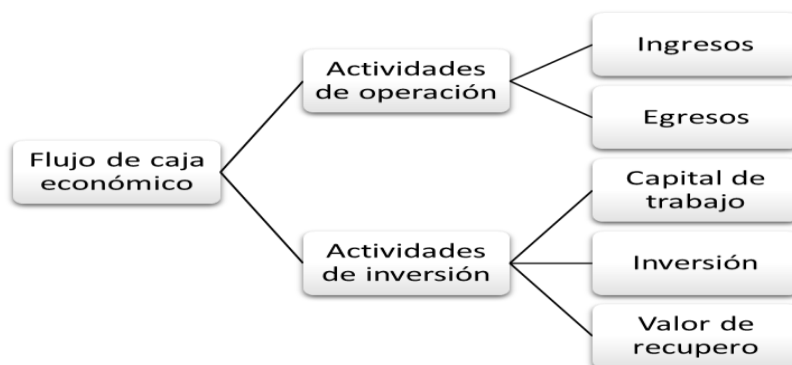 Flujo de caja
económico
Actividades
de operación
Ingresos
Egresos
Actividades
de inversión
Capital de
trabajo
Inversión
Valor de
recupero